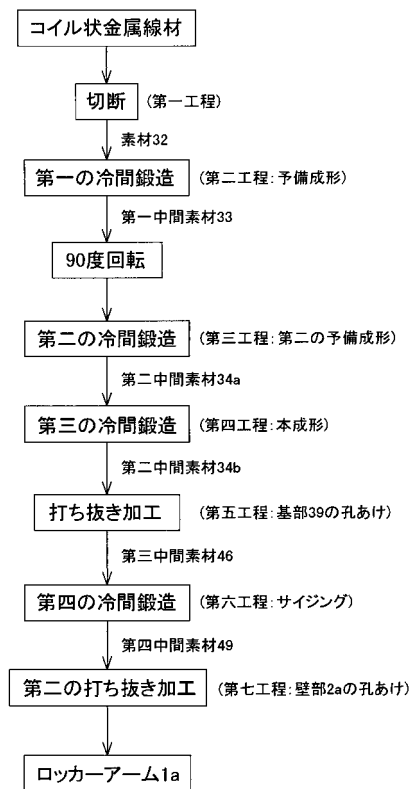 コイル状金属線材
切断 (第一工程)
素材32
第一の冷間鍛造 (第二工程:予備成形)
第一中間素材33
90度回転
第二の冷間鍛造 (第三工程:第二の予備成形)
第二中間素材34a
第三の冷間鍛造 (第四工程:本成形)
第二中間素材34b
打ち抜き加工 (第五工程:基部39の孔あけ)
第三中間素材46
第四の冷間鍛造 (第六工程:サイジング)
第四中間素材49
第二の打ち抜き加工 (第七工程:壁部2aの孔あけ)
ロッカーアーム1a